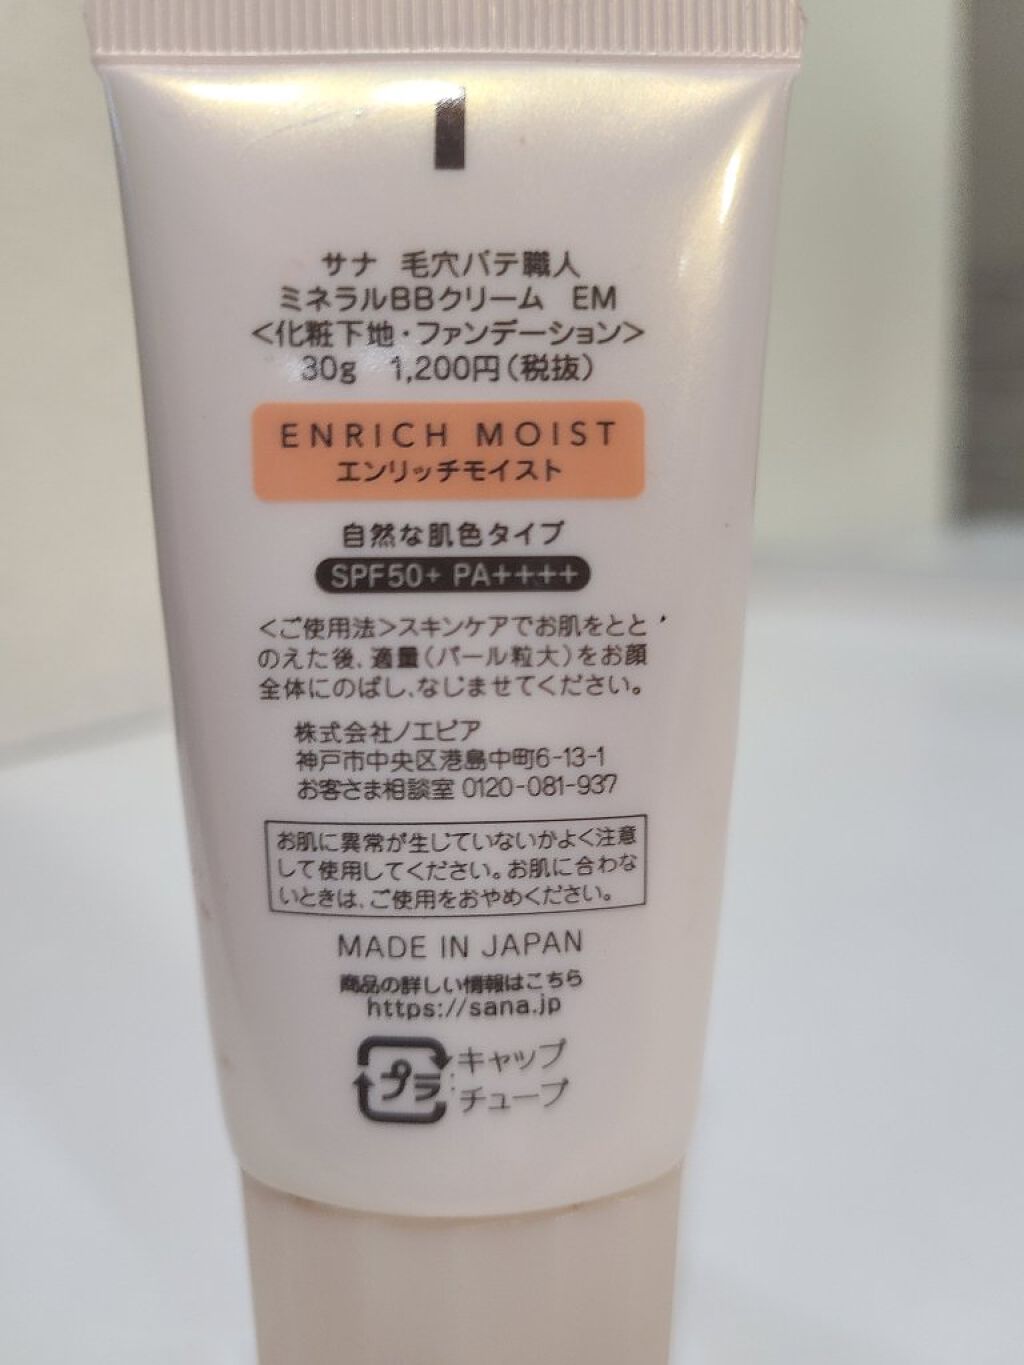 サナ 毛穴パテ職人
ミネラルBBクリーム EM
<化粧下地・ファンデーション>
30g 1,200円(税抜)
ENRICH MOIST
エンリッチモイスト
自然な肌色タイプ
SPF50+ PA++++
<ご使用法>スキンケアでお肌をとと
のえた後、適量(パール粒大)をお顔
全体にのばし、なじませてください。
株式会社ノエビア
神戸市中央区港島中町6-13-1
お客さま相談室 0120-081-937
お肌に異常が生じていないかよく注意
して使用してください。お肌に合わな
いときは、ご使用をおやめください。
MADE IN JAPAN
商品の詳しい情報はこちら
https://sana.jp
プラ:キャップ
チューブ